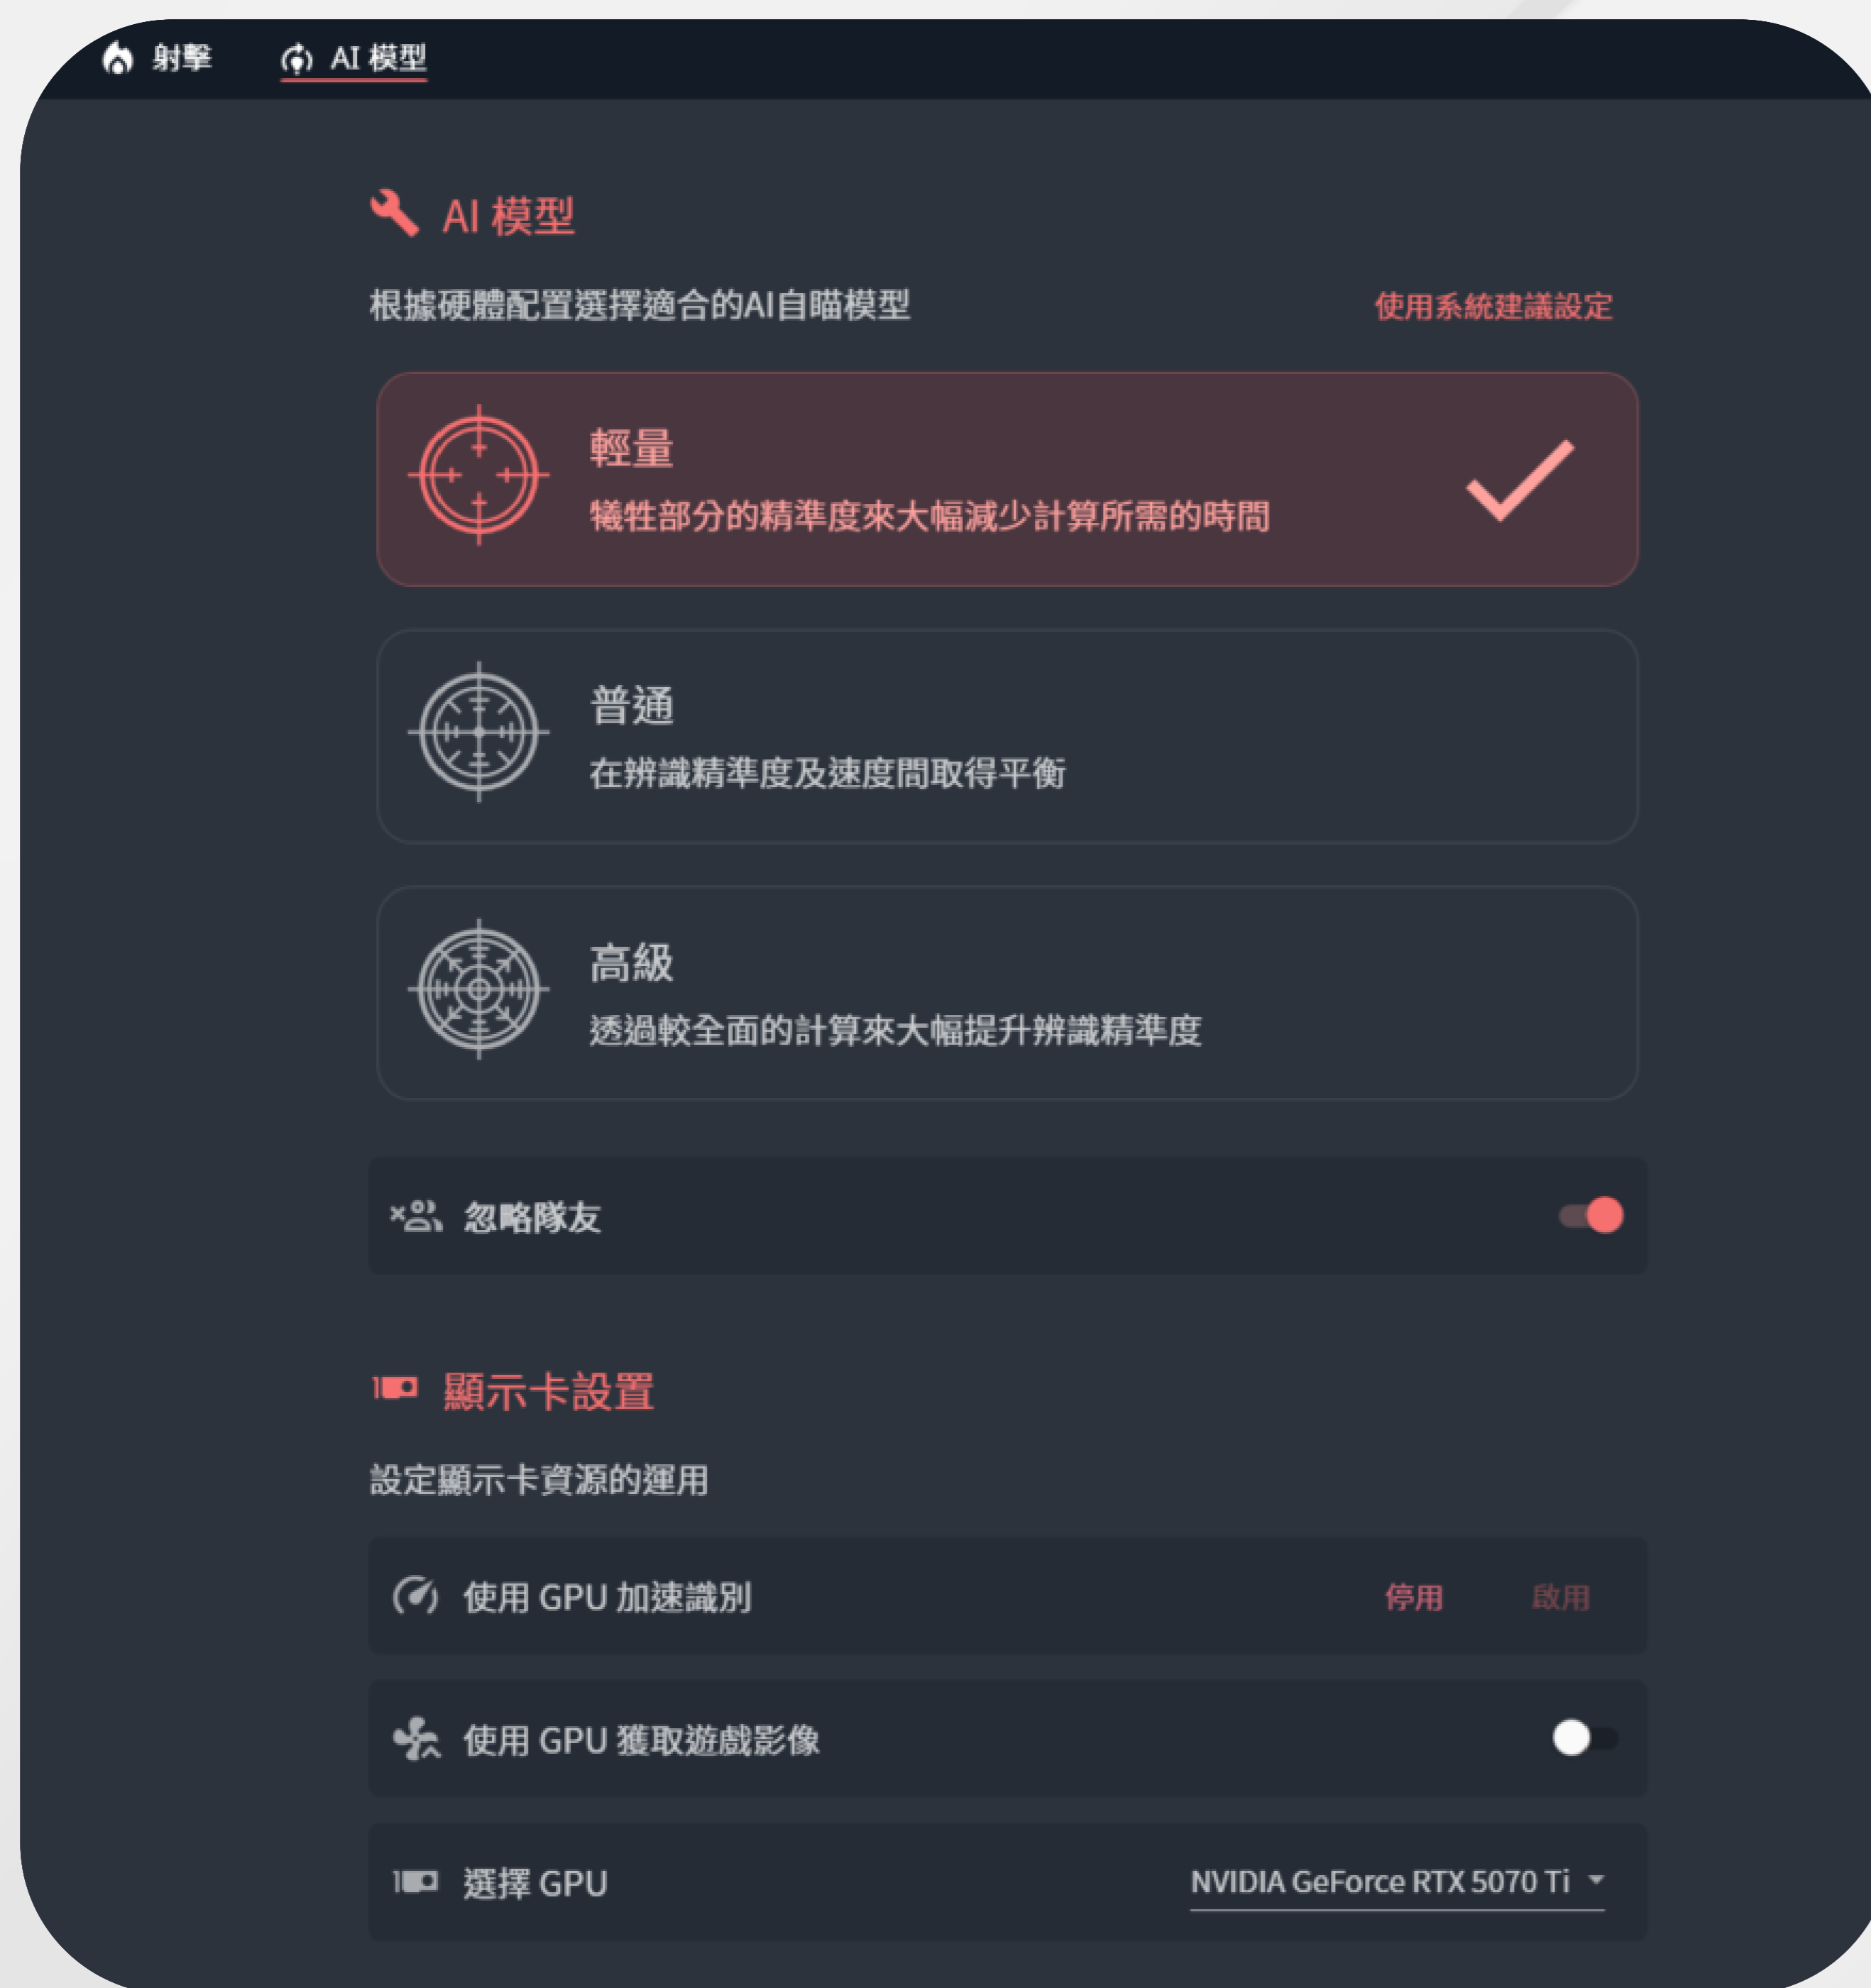 射擊
AI 模型
AI 模型
根據硬體配置選擇適合的AI自瞄模型
使用系統建議設定
輕量
犧牲部分的精準度來大幅減少計算所需的時間
普通
在辨識精準度及速度間取得平衡
高級
透過較全面的計算來大幅提升辨識精準度
忽略隊友
顯示卡設置
設定顯示卡資源的運用
使用 GPU 加速識別
停用
啟用
使用 GPU 獲取遊戲影像
選擇 GPU
NVIDIA GeForce RTX 5070 Ti